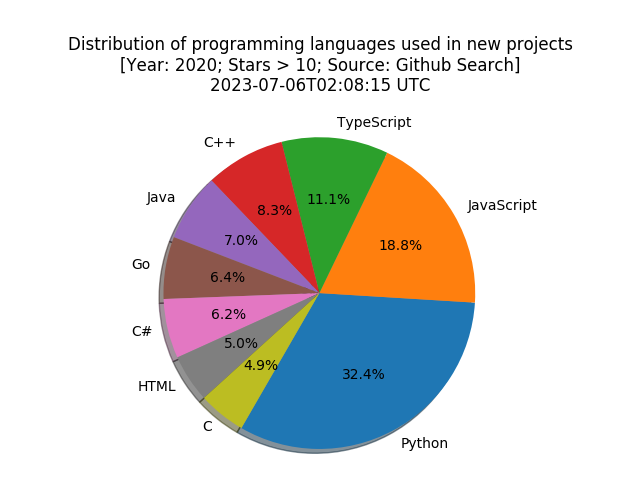 Distribution of programming languages used in new projects
[Year: 2020; Stars > 10; Source: Github Search]
2023-07-06T02:08:15 UTC
TypeScript
C++
Java
JavaScript
11.1%
8.3%
7.0%
18.8%
Go
6.4%
C#
6.2%
5.0%
HTML
4.9%
32.4%
C
Python